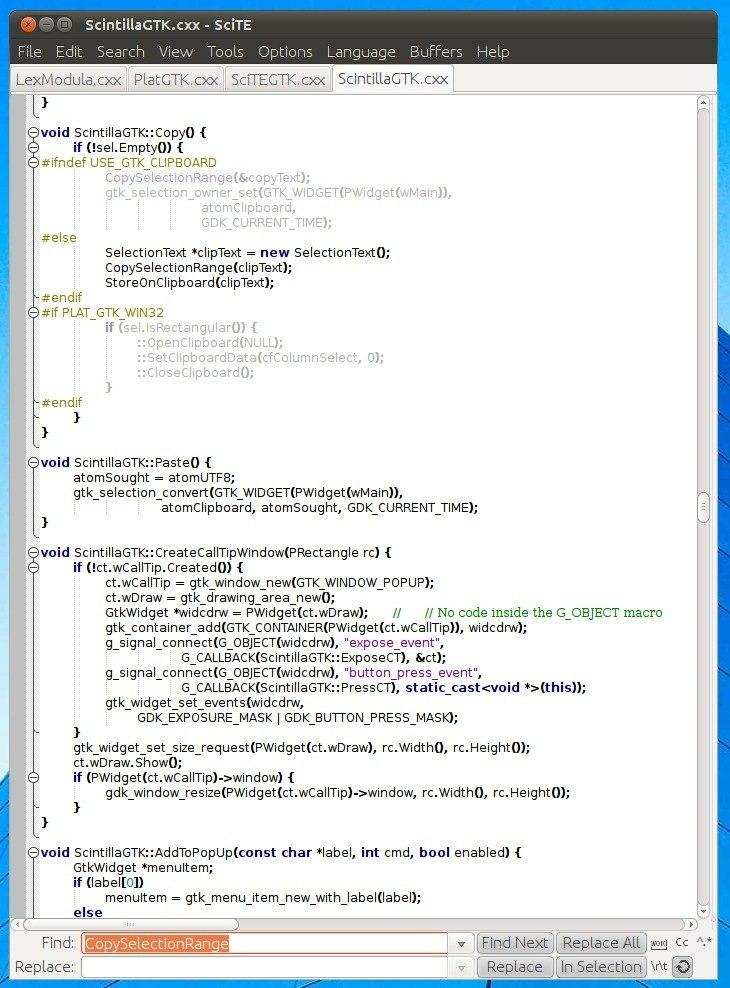 ScintillaGTK.cxx - SciTE
File Edit Search View Tools Options Language Buffers Help
LexModula.cxx PlatGTK.cxx SciTEGTK.cxx ScintillaGTK.cxx
}
void ScintillaGTK::Copy() {
if (!sel.Empty()) {
#ifndef USE_GTK_CLIPBOARD
CopySelectionRange(&copyText);
gtk_selection_owner_set(GTK_WIDGET(PWidget(wMain)),
atomClipboard,
GDK_CURRENT_TIME);
#else
SelectionText *clipText = new SelectionText();
CopySelectionRange(clipText);
StoreOnClipboard(clipText);
#endif
#if PLAT_GTK_WIN32
if (sel.IsRectangular()) {
::OpenClipboard(NULL);
::SetClipboardData(cfColumnSelect, 0);
::CloseClipboard();
}
#endif
}
}
void ScintillaGTK::Paste() {
atomSought = atomUTF8;
gtk_selection_convert(GTK_WIDGET(PWidget(wMain)),
atomClipboard, atomSought, GDK_CURRENT_TIME);
}
void ScintillaGTK::CreateCallTipWindow(PRectangle rc) {
if (!ct.wCallTip.Created()) {
ct.wCallTip = gtk_window_new(GTK_WINDOW_POPUP);
ct.wDraw = gtk_drawing_area_new();
GtkWidget *widcdrw = PWidget(ct.wDraw); // // No code inside the G_OBJECT macro
gtk_container_add(GTK_CONTAINER(PWidget(ct.wCallTip)), widcdrw);
g_signal_connect(G_OBJECT(widcdrw), "expose_event",
G_CALLBACK(ScintillaGTK::ExposeCT), &ct);
g_signal_connect(G_OBJECT(widcdrw), "button_press_event",
G_CALLBACK(ScintillaGTK::PressCT), static_cast<void *>(this));
gtk_widget_set_events(widcdrw,
GDK_EXPOSURE_MASK | GDK_BUTTON_PRESS_MASK);
}
gtk_widget_set_size_request(PWidget(ct.wDraw), rc.Width(), rc.Height());
ct.wDraw.Show();
if (PWidget(ct.wCallTip)->window) {
gdk_window_resize(PWidget(ct.wCallTip)->window, rc.Width(), rc.Height());
}
}
void ScintillaGTK::AddToPopUp(const char *label, int cmd, bool enabled) {
GtkWidget *menuItem;
if (label[0])
menuItem = gtk_menu_item_new_with_label(label);
else
Find: CopySelectionRange Find Next Replace All word Cc ^.*
Replace: Replace In Selection \r\t